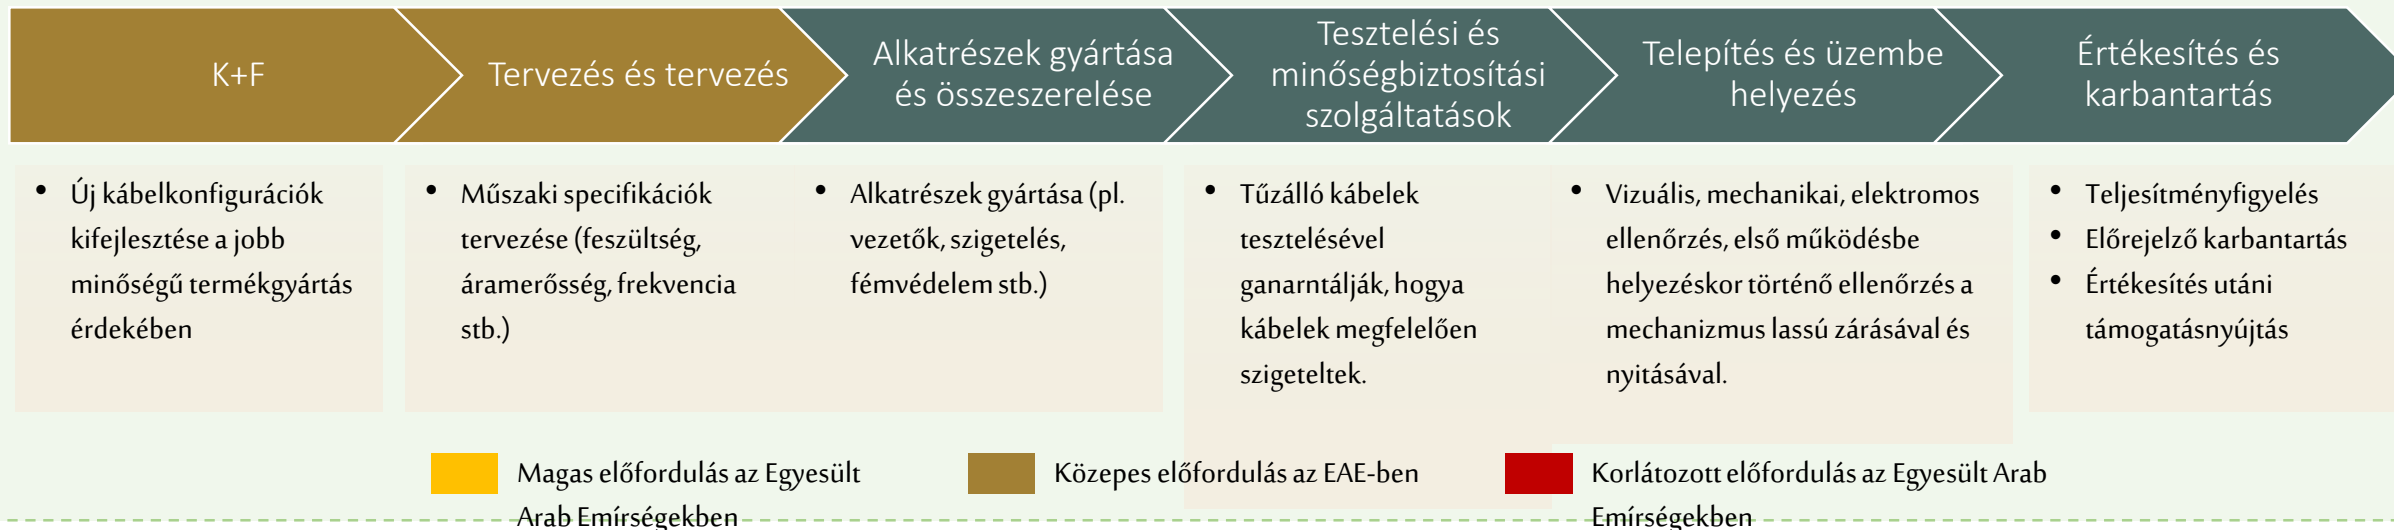 K+F
Tervezés és tervezés
Alkatrészek gyártása
és összeszerelése
Tesztelési és
minőségbiztosítási
szolgáltatások
Telepítés és üzembe
helyezés
Értékesítés és
karbantartás
• Új kábelkonfigurációk
kifejlesztése a jobb
minőségű termékgyártás
érdekében
• Műszaki specifikációk
tervezése (feszültség,
áramerősség, frekvencia
stb.)
• Alkatrészek gyártása (pl.
vezetők, szigetelés,
fémvédelem stb.)
• Tűzálló kábelek
tesztelésével
ganarntálják, hogya
kábelek megfelelően
szigeteltek.
• Vizuális, mechanikai, elektromos
ellenőrzés, első működésbe
helyezéskor történő ellenőrzés a
mechanizmus lassú zárásával és
nyitásával.
• Teljesítményfigyelés
• Előrejelző karbantartás
• Értékesítés utáni
támogatásnyújtás
Magas előfordulás az Egyesült
Arab Emírségekben
Közepes előfordulás az EAE-ben
Korlátozott előfordulás az Egyesült Arab
Emírségekben